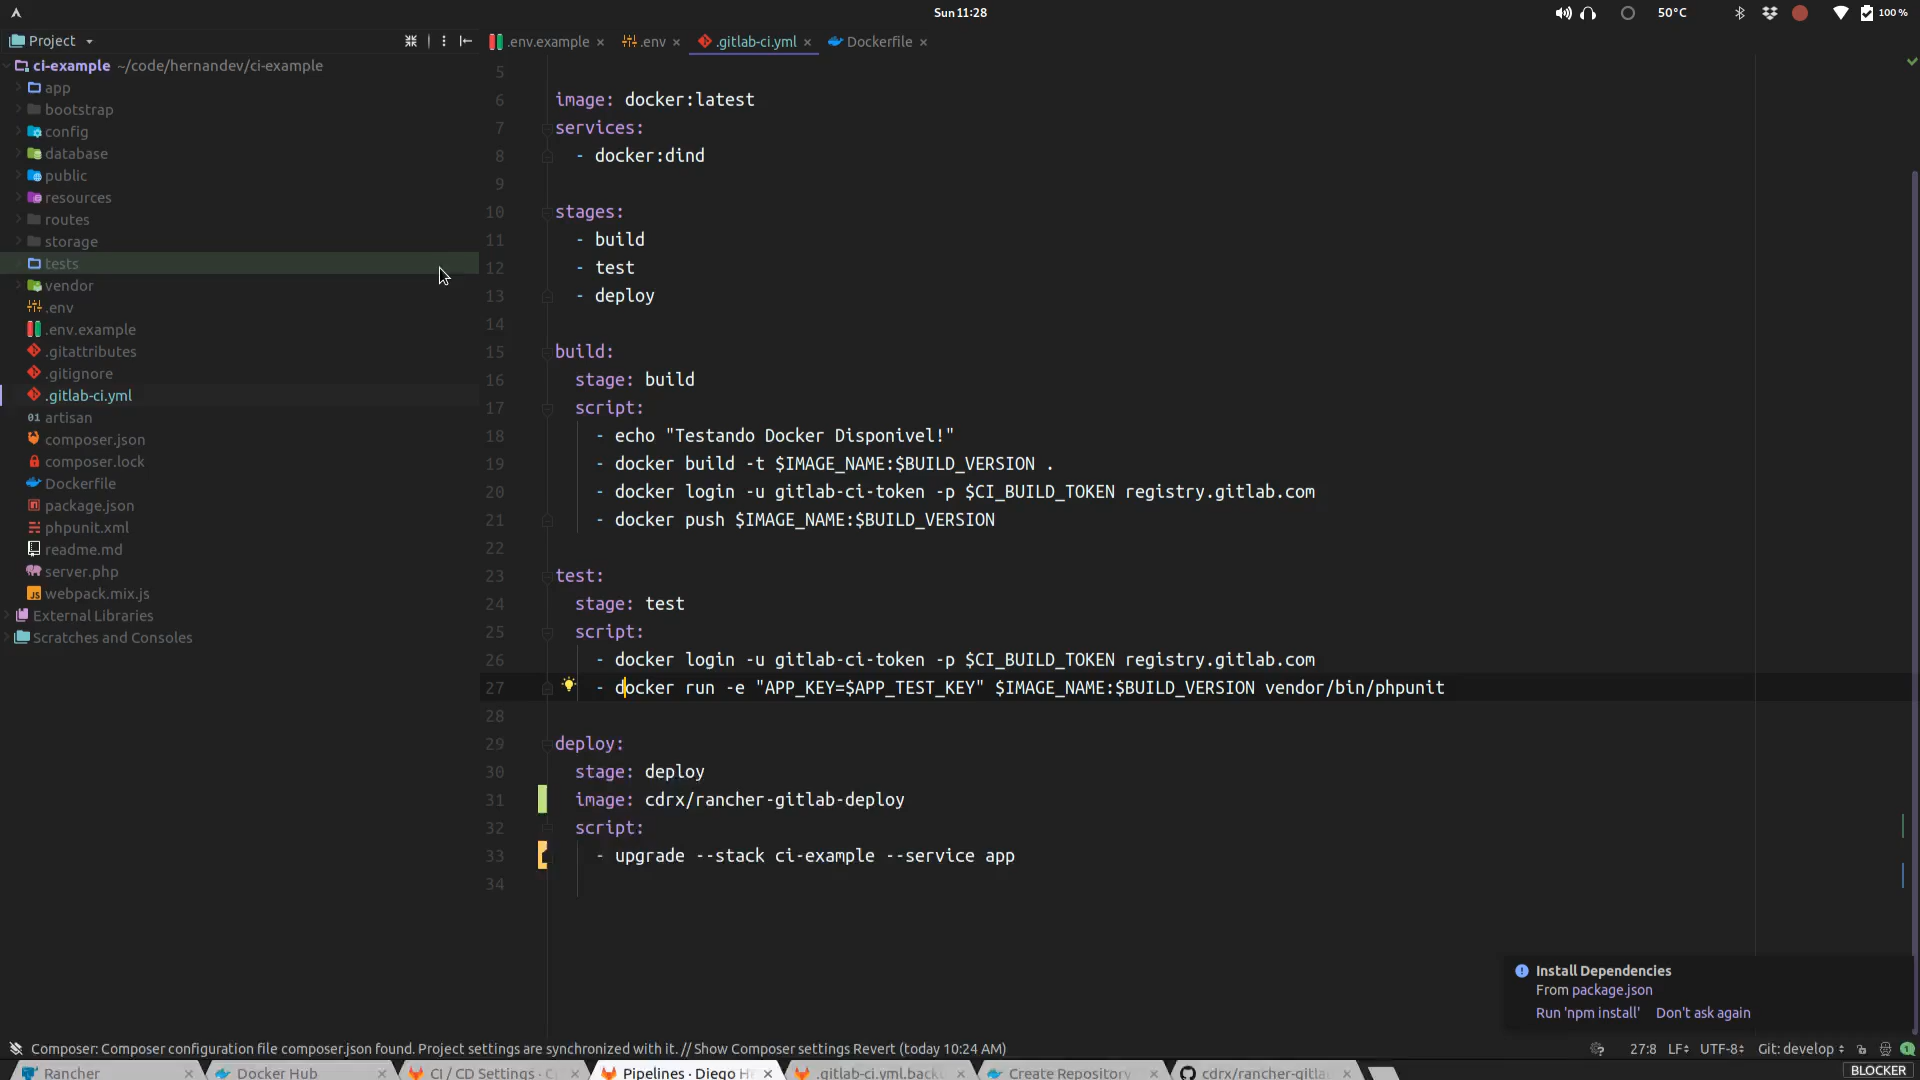 Sun 11:28
50°C
100 %
Project
.env.example
.env
.gitlab-ci.yml
Dockerfile
ci-example ~/code/hernandev/ci-example
app
bootstrap
config
database
public
resources
routes
storage
tests
vendor
.env
.env.example
.gitattributes
.gitignore
.gitlab-ci.yml
artisan
composer.json
composer.lock
Dockerfile
package.json
phpunit.xml
readme.md
server.php
webpack.mix.js
External Libraries
Scratches and Consoles
5
6 image: docker:latest
7 services:
8 - docker:dind
9
10 stages:
11 - build
12 - test
13 - deploy
14
15 build:
16 stage: build
17 script:
18 - echo "Testando Docker Disponivel!"
19 - docker build -t $IMAGE_NAME:$BUILD_VERSION .
20 - docker login -u gitlab-ci-token -p $CI_BUILD_TOKEN registry.gitlab.com
21 - docker push $IMAGE_NAME:$BUILD_VERSION
22
23 test:
24 stage: test
25 script:
26 - docker login -u gitlab-ci-token -p $CI_BUILD_TOKEN registry.gitlab.com
27 - docker run -e "APP_KEY=$APP_TEST_KEY" $IMAGE_NAME:$BUILD_VERSION vendor/bin/phpunit
28
29 deploy:
30 stage: deploy
31 image: cdrx/rancher-gitlab-deploy
32 script:
33 - upgrade --stack ci-example --service app
34
Install Dependencies
From package.json
Run 'npm install' Don't ask again
Composer: Composer configuration file composer.json found. Project settings are synchronized with it. // Show Composer settings Revert (today 10:24 AM)
27:8 LF UTF-8 Git: develop 1
Rancher
Docker Hub
CI / CD Settings · C
Pipelines · Diego He
.gitlab-ci.yml.back
Create Repository
cdrx/rancher-gitla
BLOCKER